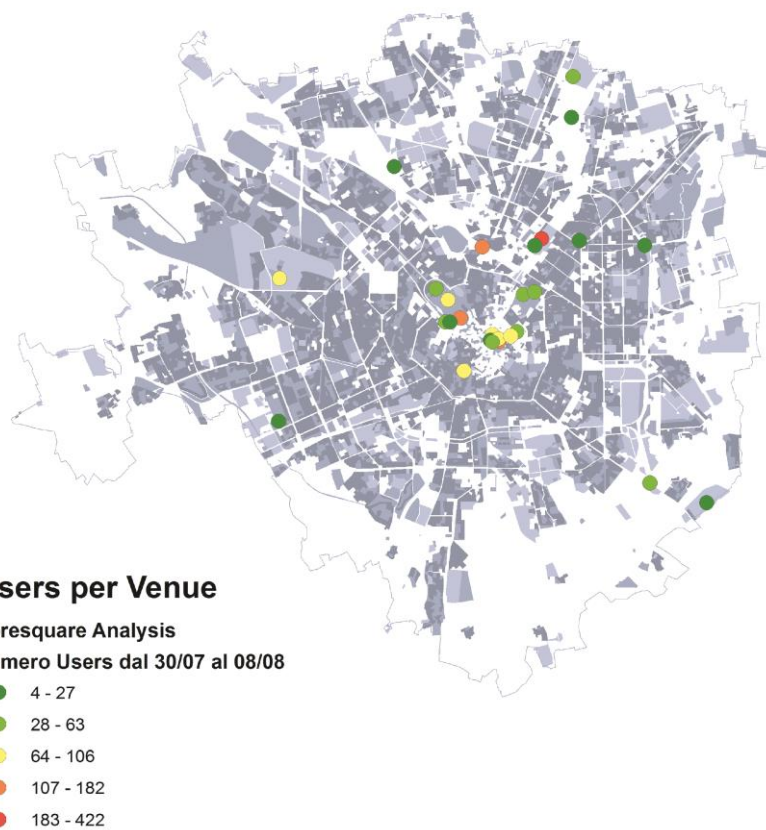 sers per Venue
resquare Analysis
mero Users dal 30/07 al 08/08
4 - 27
28 - 63
64 - 106
107 - 182
183 - 422